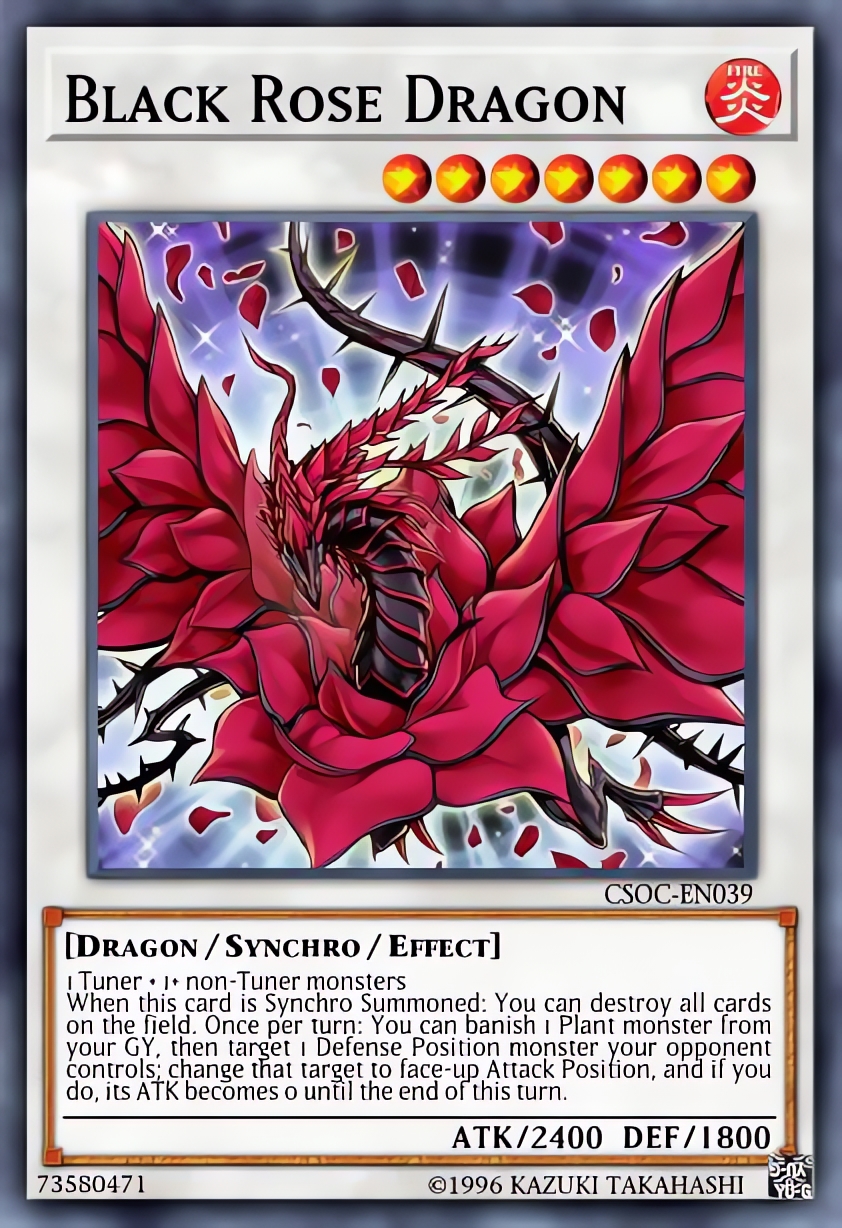 BLACK ROSE DRAGON
FIRE
炎
CSOC-EN039
[DRAGON / SYNCHRO / EFFECT]
1 Tuner + 1+ non-Tuner monsters
When this card is Synchro Summoned: You can destroy all cards
on the field. Once per turn: You can banish 1 Plant monster from
your GY, then target 1 Defense Position monster your opponent
controls; change that target to face-up Attack Position, and if you
do, its ATK becomes 0 until the end of this turn.
ATK/2400 DEF/1800
73580471
©1996 KAZUKI TAKAHASHI